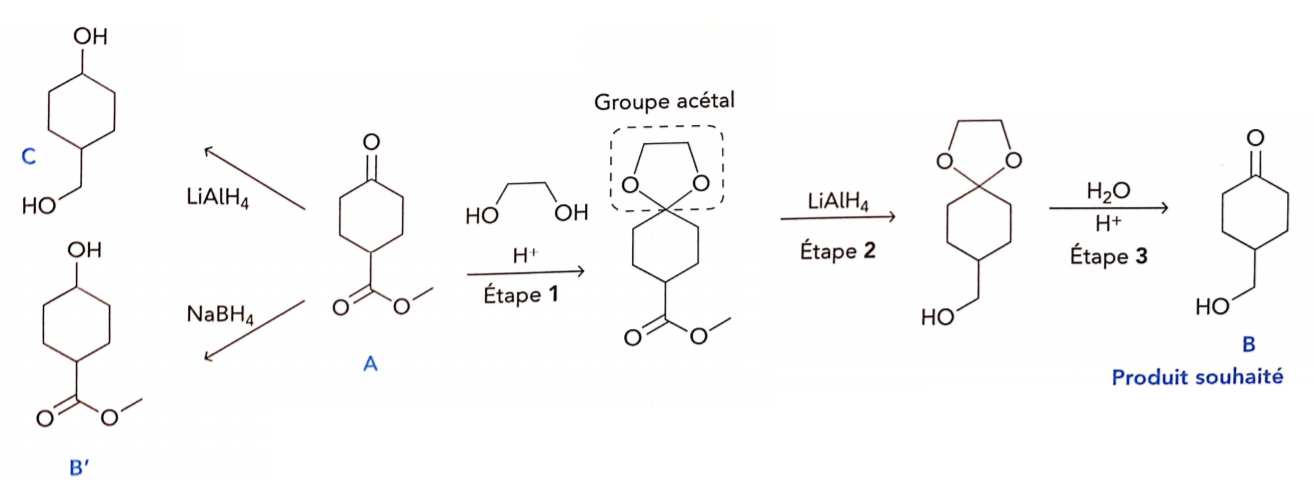 OH
C
HO
LiAlH₄
OH
NaBH₄
O
O
B′
O
O
O
A
HO
OH
H⁺
Étape 1
Groupe acétal
O
O
O
O
LiAlH₄
Étape 2
O
O
HO
H₂O
H⁺
Étape 3
O
HO
B
Produit souhaité